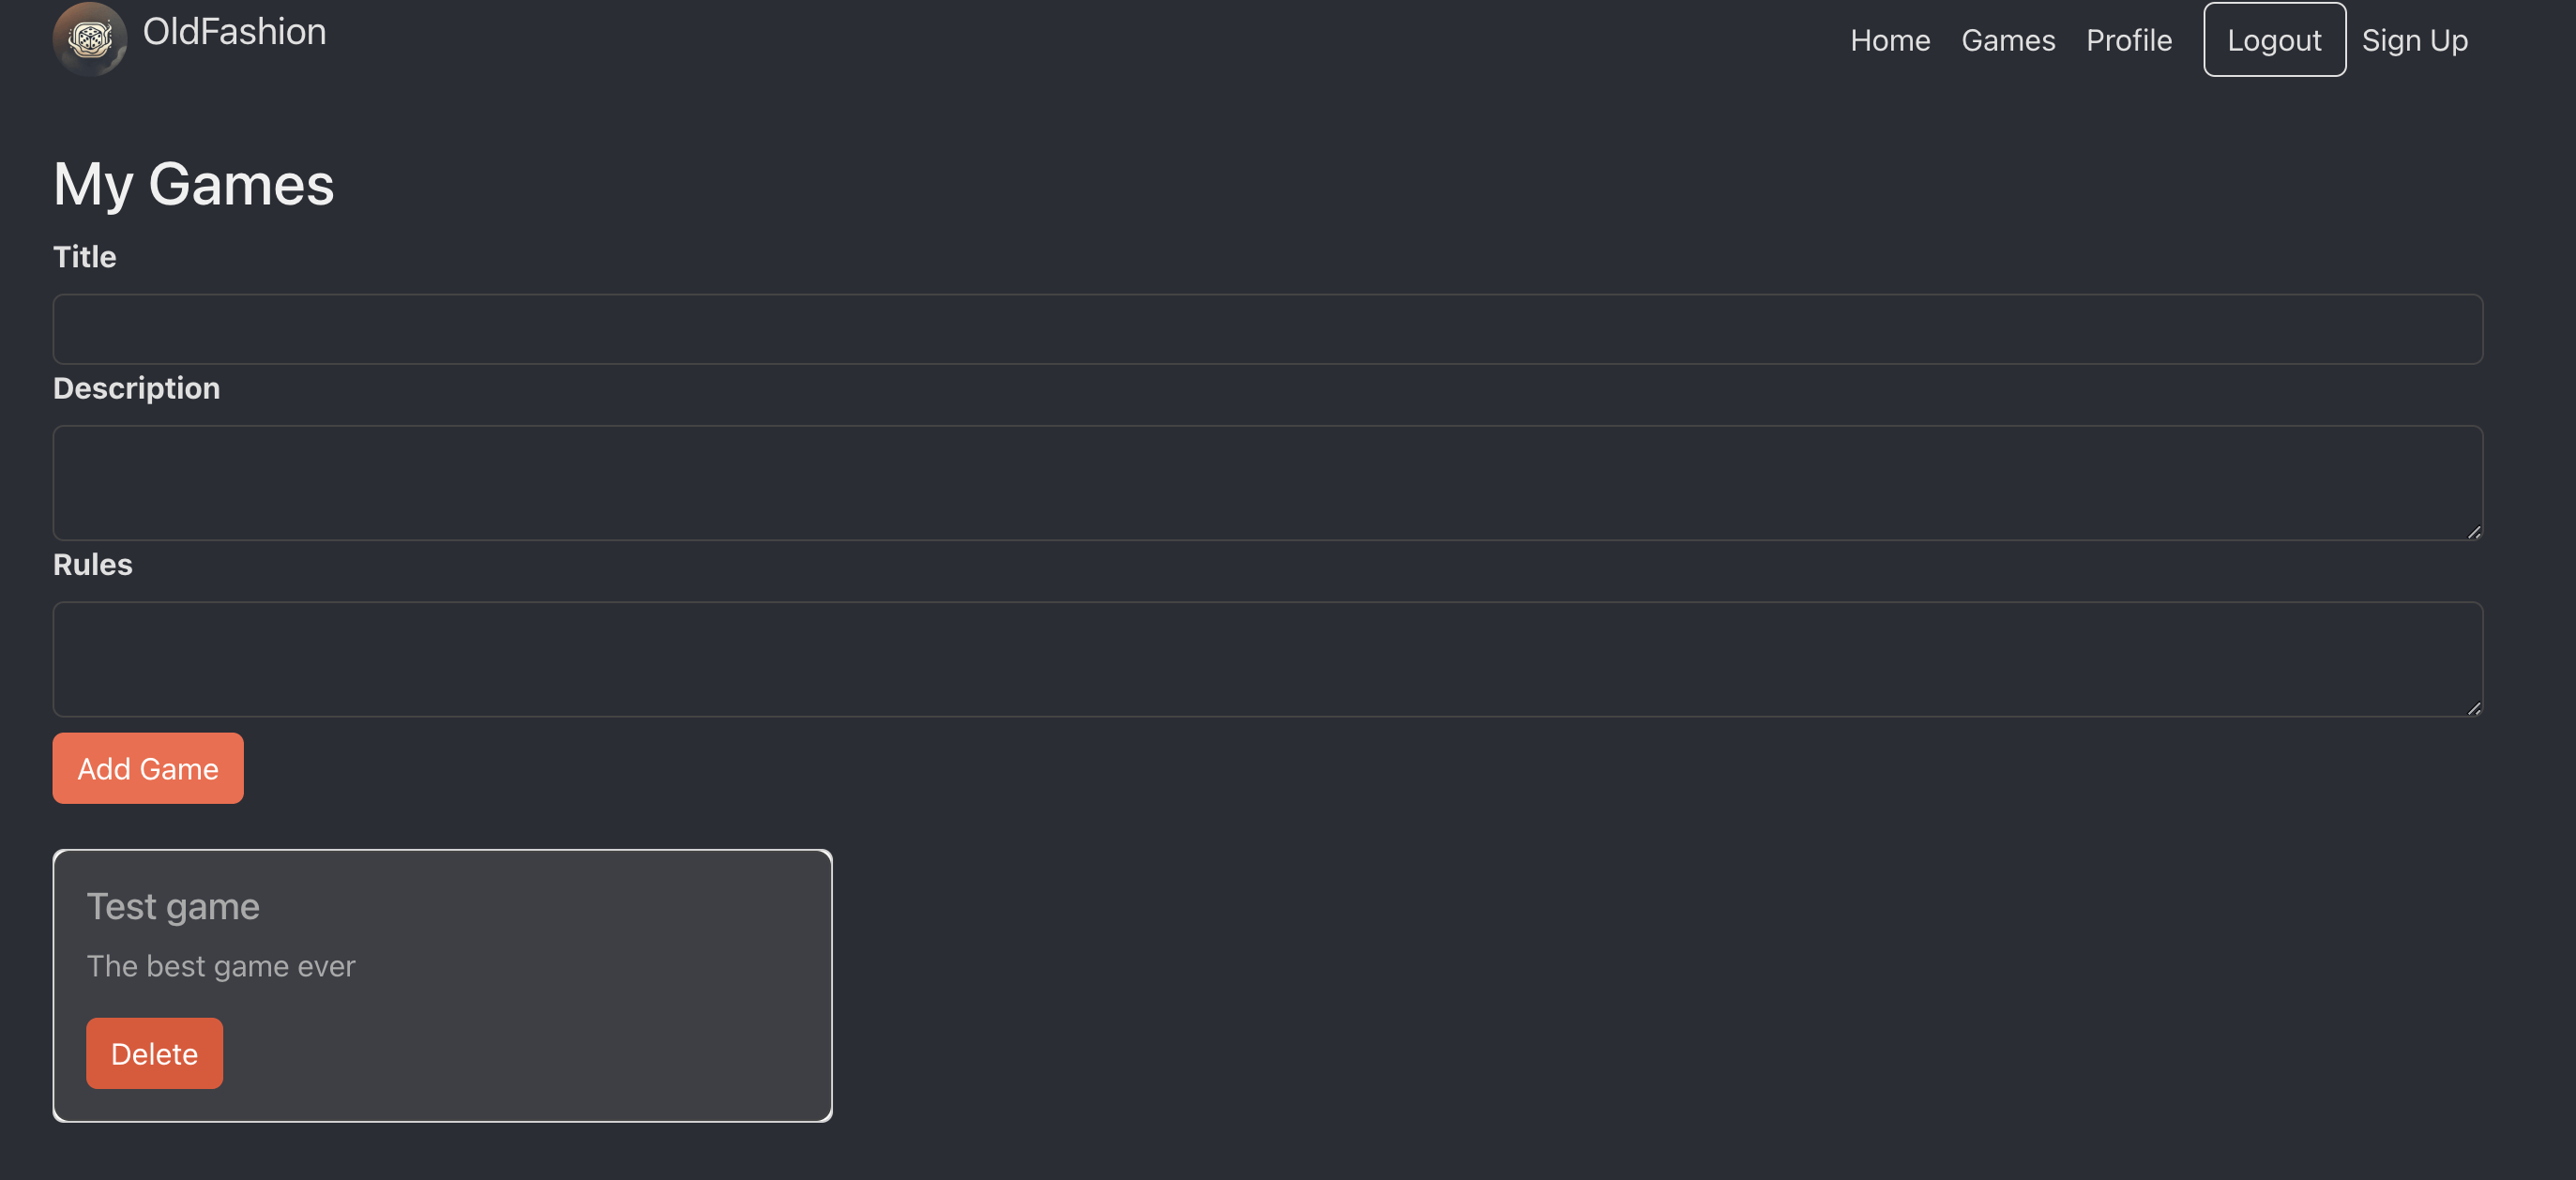 OldFashion
Home Games Profile Logout Sign Up
My Games
Title
Description
Rules
Add Game
Test game
The best game ever
Delete